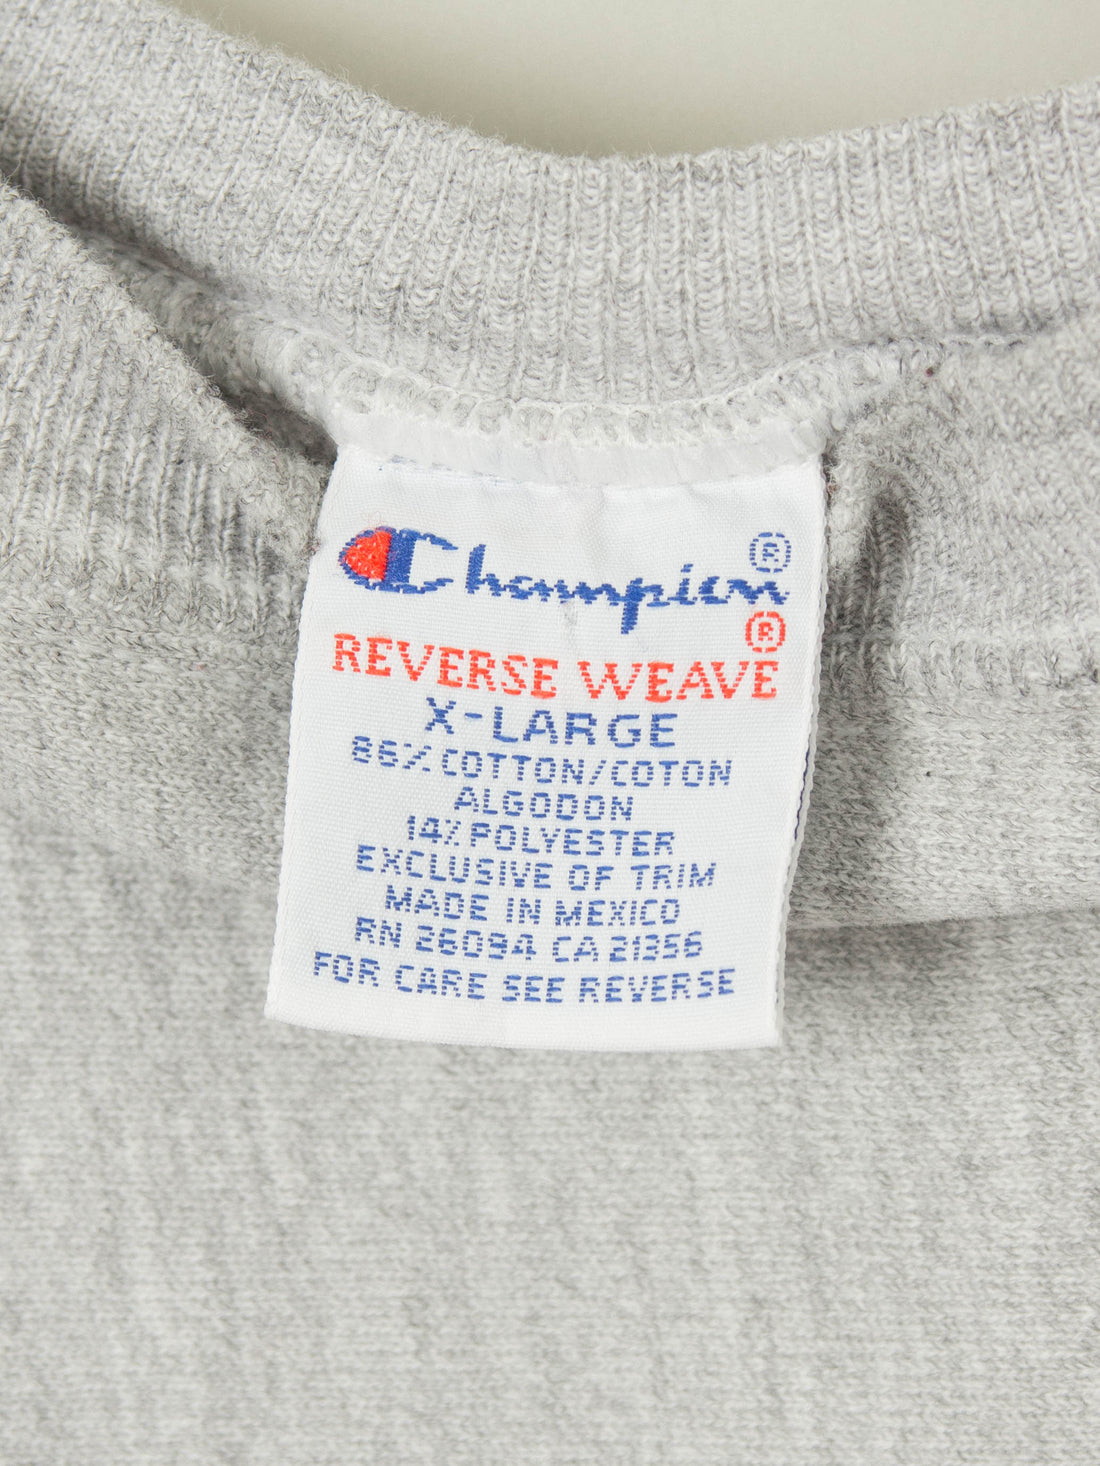 Champion®
REVERSE WEAVE®
X-LARGE
86% COTTON/COTON
ALGODON
14% POLYESTER
EXCLUSIVE OF TRIM
MADE IN MEXICO
RN 26094 CA 21356
FOR CARE SEE REVERSE